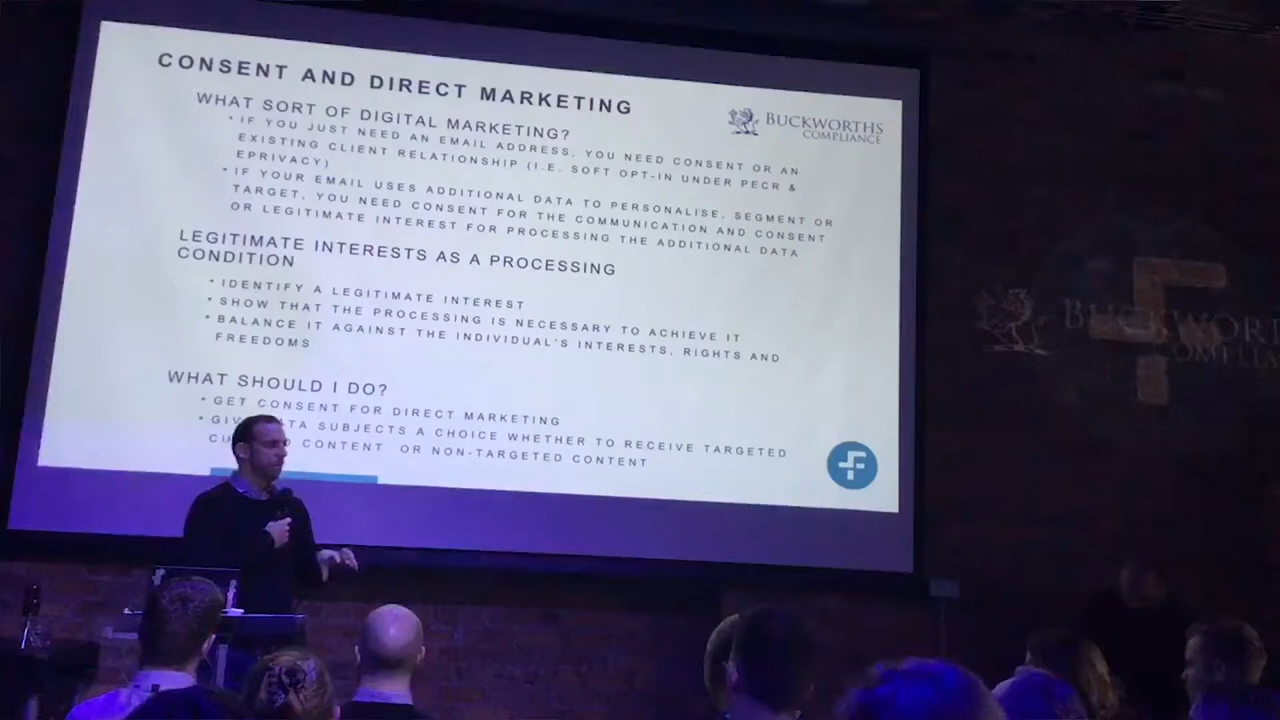 CONSENT AND DIRECT MARKETING
BUCKWORTHS
COMPLIANCE
WHAT SORT OF DIGITAL MARKETING?
• IF YOU JUST NEED AN EMAIL ADDRESS, YOU NEED CONSENT OR AN
EXISTING CLIENT RELATIONSHIP (I.E. SOFT OPT-IN UNDER PECR &
EPRIVACY)
• IF YOUR EMAIL USES ADDITIONAL DATA TO PERSONALISE, SEGMENT OR
TARGET, YOU NEED CONSENT FOR THE COMMUNICATION AND CONSENT
OR LEGITIMATE INTEREST FOR PROCESSING THE ADDITIONAL DATA
LEGITIMATE INTERESTS AS A PROCESSING
CONDITION
• IDENTIFY A LEGITIMATE INTEREST
• SHOW THAT THE PROCESSING IS NECESSARY TO ACHIEVE IT
• BALANCE IT AGAINST THE INDIVIDUAL'S INTERESTS, RIGHTS AND
FREEDOMS
WHAT SHOULD I DO?
• GET CONSENT FOR DIRECT MARKETING
• SUBJECTS A CHOICE WHETHER TO RECEIVE TARGETED
CONTENT OR NON-TARGETED CONTENT